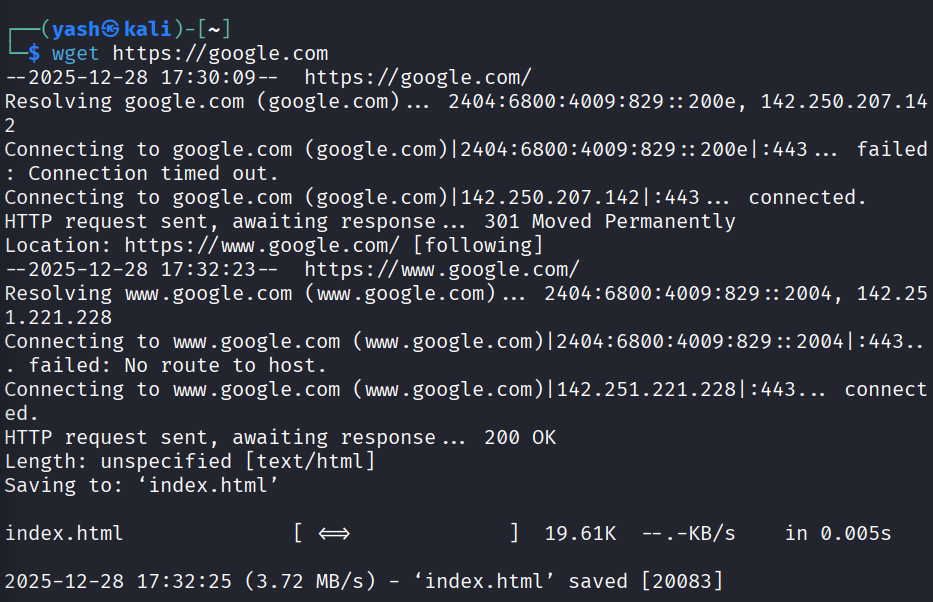 ┌──(yash㉿kali)-[~]
└─$ wget https://google.com
--2025-12-28 17:30:09--  https://google.com/
Resolving google.com (google.com)... 2404:6800:4009:829::200e, 142.250.207.14
2
Connecting to google.com (google.com)|2404:6800:4009:829::200e|:443... failed
: Connection timed out.
Connecting to google.com (google.com)|142.250.207.142|:443... connected.
HTTP request sent, awaiting response... 301 Moved Permanently
Location: https://www.google.com/ [following]
--2025-12-28 17:32:23--  https://www.google.com/
Resolving www.google.com (www.google.com)... 2404:6800:4009:829::2004, 142.25
1.221.228
Connecting to www.google.com (www.google.com)|2404:6800:4009:829::2004|:443..
. failed: No route to host.
Connecting to www.google.com (www.google.com)|142.251.221.228|:443... connect
ed.
HTTP request sent, awaiting response... 200 OK
Length: unspecified [text/html]
Saving to: ‘index.html’
index.html              [ <=>              ]  19.61K  --.-KB/s    in 0.005s
2025-12-28 17:32:25 (3.72 MB/s) - ‘index.html’ saved [20083]